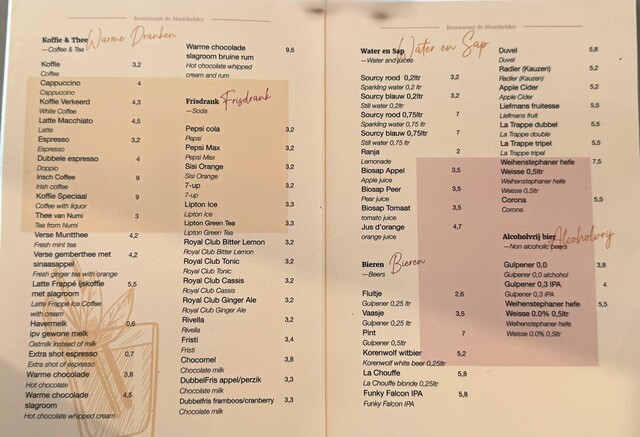 Restaurant de Muntkelder
Koffie & Thee Warme Dranken
—Coffee & Tea
Koffie 3,2
Coffee
Cappuccino 4
Cappuccino
Koffie Verkeerd 4,3
White Coffee
Latte Macchiato 4,5
Latte
Espresso 3,2
Espresso
Dubbele espresso 4
Doppio
Irisch Coffee 9
Irish coffee
Koffie Speciaal 9
Coffee with liquor
Thee van Numi 3
Tea from Numi
Verse Muntthee 4,2
Fresh mint tea
Verse gemberthee met 4,2
sinaasappel
Fresh ginger tea with orange
Latte Frappé ijskoffie 5,5
met slagroom
Latte Frappé Ice Coffee
with cream
Havermelk 0,6
ipv gewone melk
Oatmilk instead of milk
Extra shot espresso 0,7
Extra shot of espresso
Warme chocolade 3,8
Hot chocolate
Warme chocolade 4,5
slagroom
Hot chocolate whipped cream
Warme chocolade 9,5
slagroom bruine rum
Hot chocolate whipped
cream and rum
Frisdrank Frisdrank
—Soda
Pepsi cola 3,2
Pepsi
Pepsi Max 3,2
Pepsi Max
Sisi Orange 3,2
Sisi Orange
7-up 3,2
7-up
Lipton Ice 3,3
Lipton Ice
Lipton Green Tea 3,3
Lipton Green Tea
Royal Club Bitter Lemon 3,2
Royal Club Bitter Lemon
Royal Club Tonic 3,2
Royal Club Tonic
Royal Club Cassis 3,2
Royal Club Cassis
Royal Club Ginger Ale 3,2
Royal Club Ginger Ale
Rivella 3,2
Rivella
Fristi 3,4
Fristi
Chocomel 3,8
Chocolate milk
DubbelFris appel/perzik 3,3
Chocolate milk
Dubbelfris framboos/cranberry 3,3
Chocolate milk
Restaurant de Muntkelder
Water en Sap Water en Sap
—Water and juices
Sourcy rood 0,2ltr 3,2
Sparkling water 0,2 ltr
Sourcy blauw 0,2ltr 3,2
Still water 0,2ltr
Sourcy rood 0,75ltr 7
Sparkling water 0,75 ltr
Sourcy blauw 0,75ltr 7
Still water 0,75 ltr
Ranja 2
Lemonade
Biosap Appel 3,5
Apple juice
Biosap Peer 3,5
Pear juice
Biosap Tomaat 3,5
tomato juice
Jus d'orange 4,7
orange juice
Bieren Bieren
—Beers
Fluitje 2,6
Gulpener 0,25 ltr
Vaasje 3,5
Gulpener 0,25 ltr
Pint 7
Gulpener 0,5ltr
Korenwolf witbier 5,2
Korenwolf white beer 0,25ltr
La Chouffe 5,8
La Chouffe blonde 0,25ltr
Funky Falcon IPA 5,8
Funky Falcon IPA
Duvel 5,8
Duvel
Radler (Kauzen) 5,2
Radler (Kauzen)
Apple Cider 5,2
Apple Cider
Liefmans fruitesse 5,5
Liefmans fruit
La Trappe dubbel 5,5
La Trappe double
La Trappe tripel 5,5
La Trappe tripel
Weihenstephaner hefe 7,5
Weisse 0,5ltr
Weihenstephaner hefe
Weisse 0,5ltr
Corona 5,5
Corona
Alcoholvrij bier Alcoholvrij
—Non alcoholic beers
Gulpener 0,0 3,8
Gulpener 0,0 alcohol
Gulpener 0,3 IPA 4
Gulpener 0,3 IPA
Weihenstephaner hefe 5,5
Weisse 0.0% 0,5ltr
Weihenstephaner hefe
Weisse 0.0% 0,5ltr